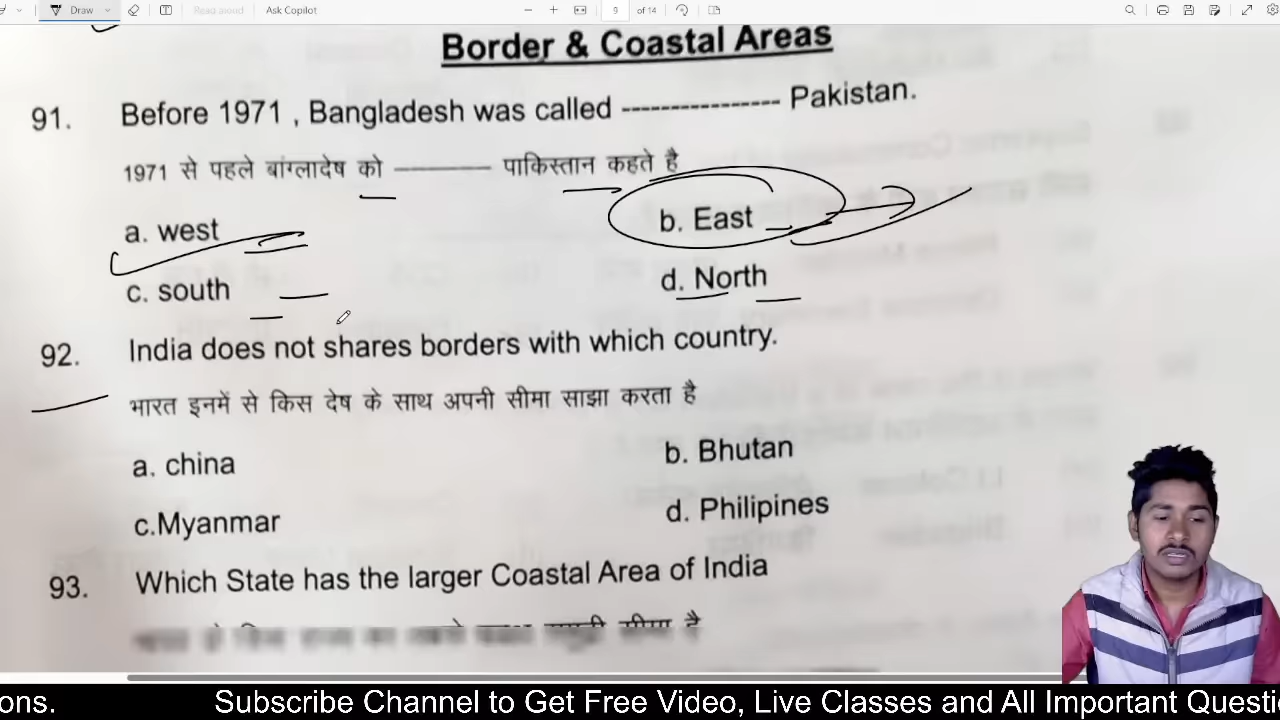 Draw
Read aloud
Ask Copilot
9 of 14
Border & Coastal Areas
91. Before 1971 , Bangladesh was called ---------------- Pakistan.
1971 से पहले बांग्लादेष को ———— पाकिस्तान कहते है
a. west b. East
c. south d. North
92. India does not shares borders with which country.
भारत इनमें से किस देष के साथ अपनी सीमा साझा करता है
a. china b. Bhutan
c.Myanmar d. Philipines
93. Which State has the larger Coastal Area of India
ons. Subscribe Channel to Get Free Video, Live Classes and All Important Questi